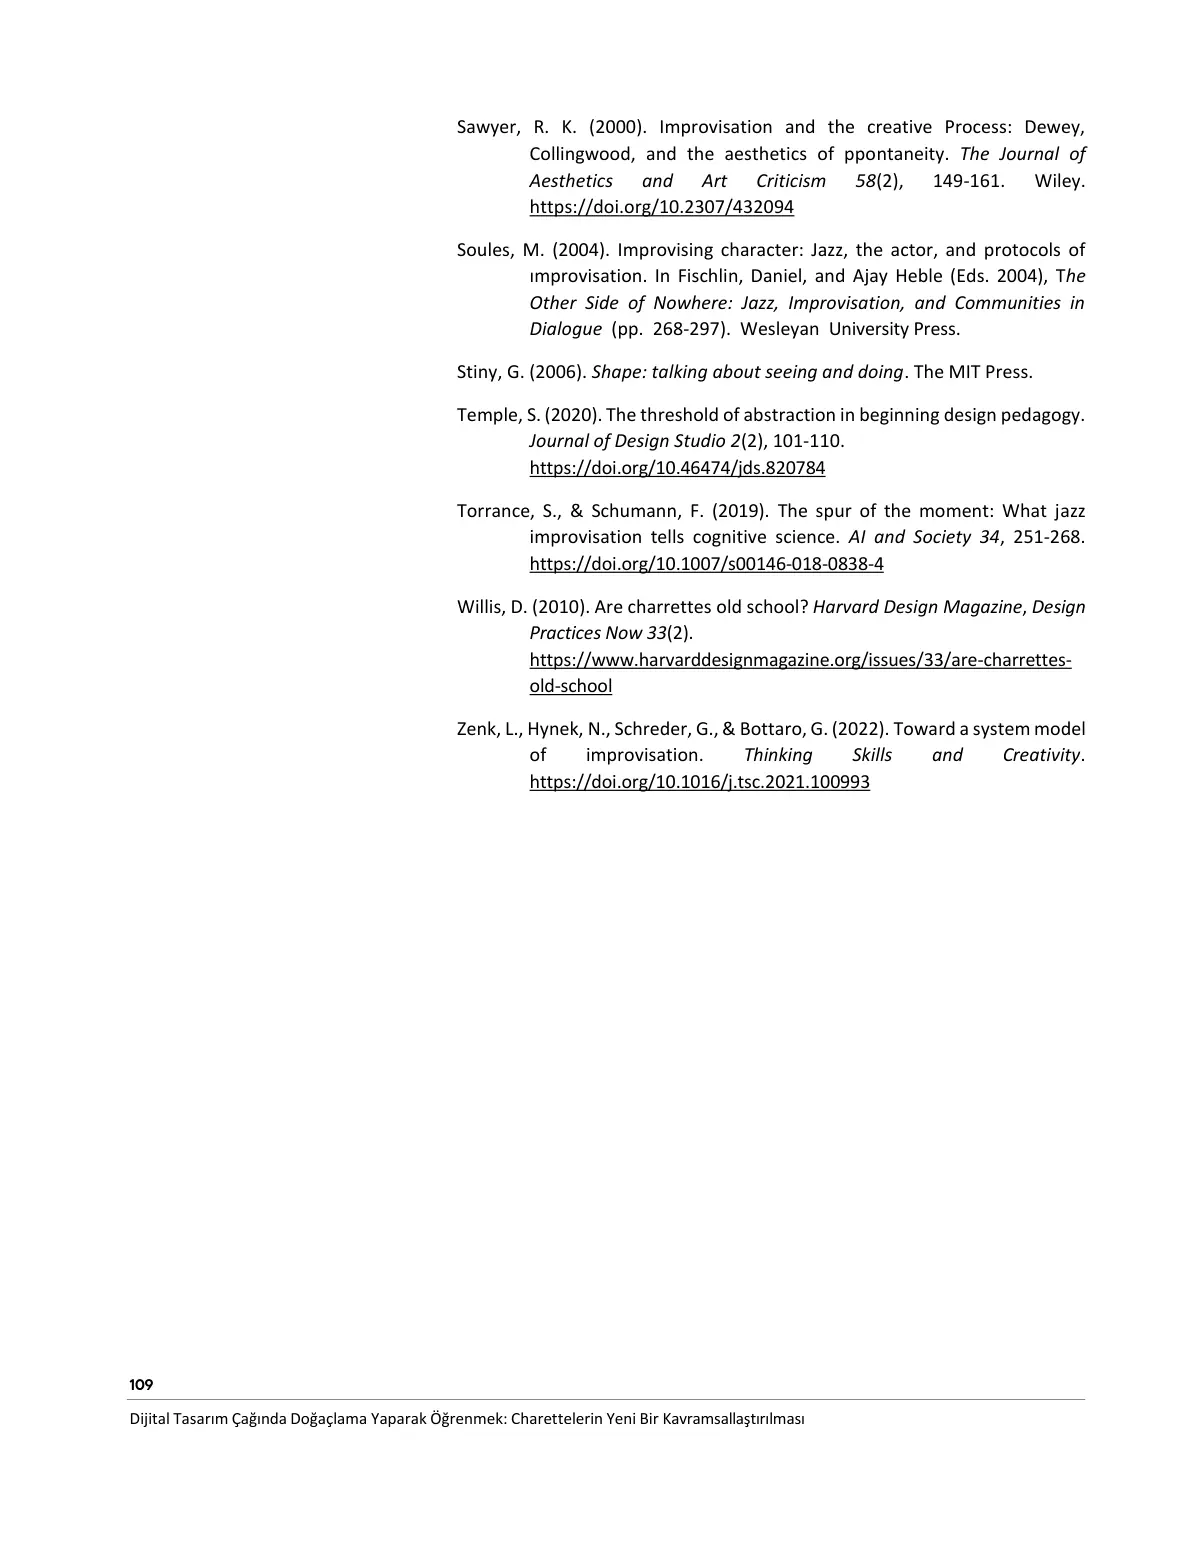 Sawyer, R. K. (2000). Improvisation and the creative Process: Dewey,
Collingwood, and the aesthetics of ppontaneity. The Journal of
Aesthetics and Art Criticism 58(2), 149-161. Wiley.
https://doi.org/10.2307/432094
Soules, M. (2004). Improvising character: Jazz, the actor, and protocols of
ımprovisation. In Fischlin, Daniel, and Ajay Heble (Eds. 2004), The
Other Side of Nowhere: Jazz, Improvisation, and Communities in
Dialogue (pp. 268-297). Wesleyan University Press.
Stiny, G. (2006). Shape: talking about seeing and doing. The MIT Press.
Temple, S. (2020). The threshold of abstraction in beginning design pedagogy.
Journal of Design Studio 2(2), 101-110.
https://doi.org/10.46474/jds.820784
Torrance, S., & Schumann, F. (2019). The spur of the moment: What jazz
improvisation tells cognitive science. AI and Society 34, 251-268.
https://doi.org/10.1007/s00146-018-0838-4
Willis, D. (2010). Are charrettes old school? Harvard Design Magazine, Design
Practices Now 33(2).
https://www.harvarddesignmagazine.org/issues/33/are-charrettes-
old-school
Zenk, L., Hynek, N., Schreder, G., & Bottaro, G. (2022). Toward a system model
of improvisation. Thinking Skills and Creativity.
https://doi.org/10.1016/j.tsc.2021.100993
109
Dijital Tasarım Çağında Doğaçlama Yaparak Öğrenmek: Charettelerin Yeni Bir Kavramsallaştırılması